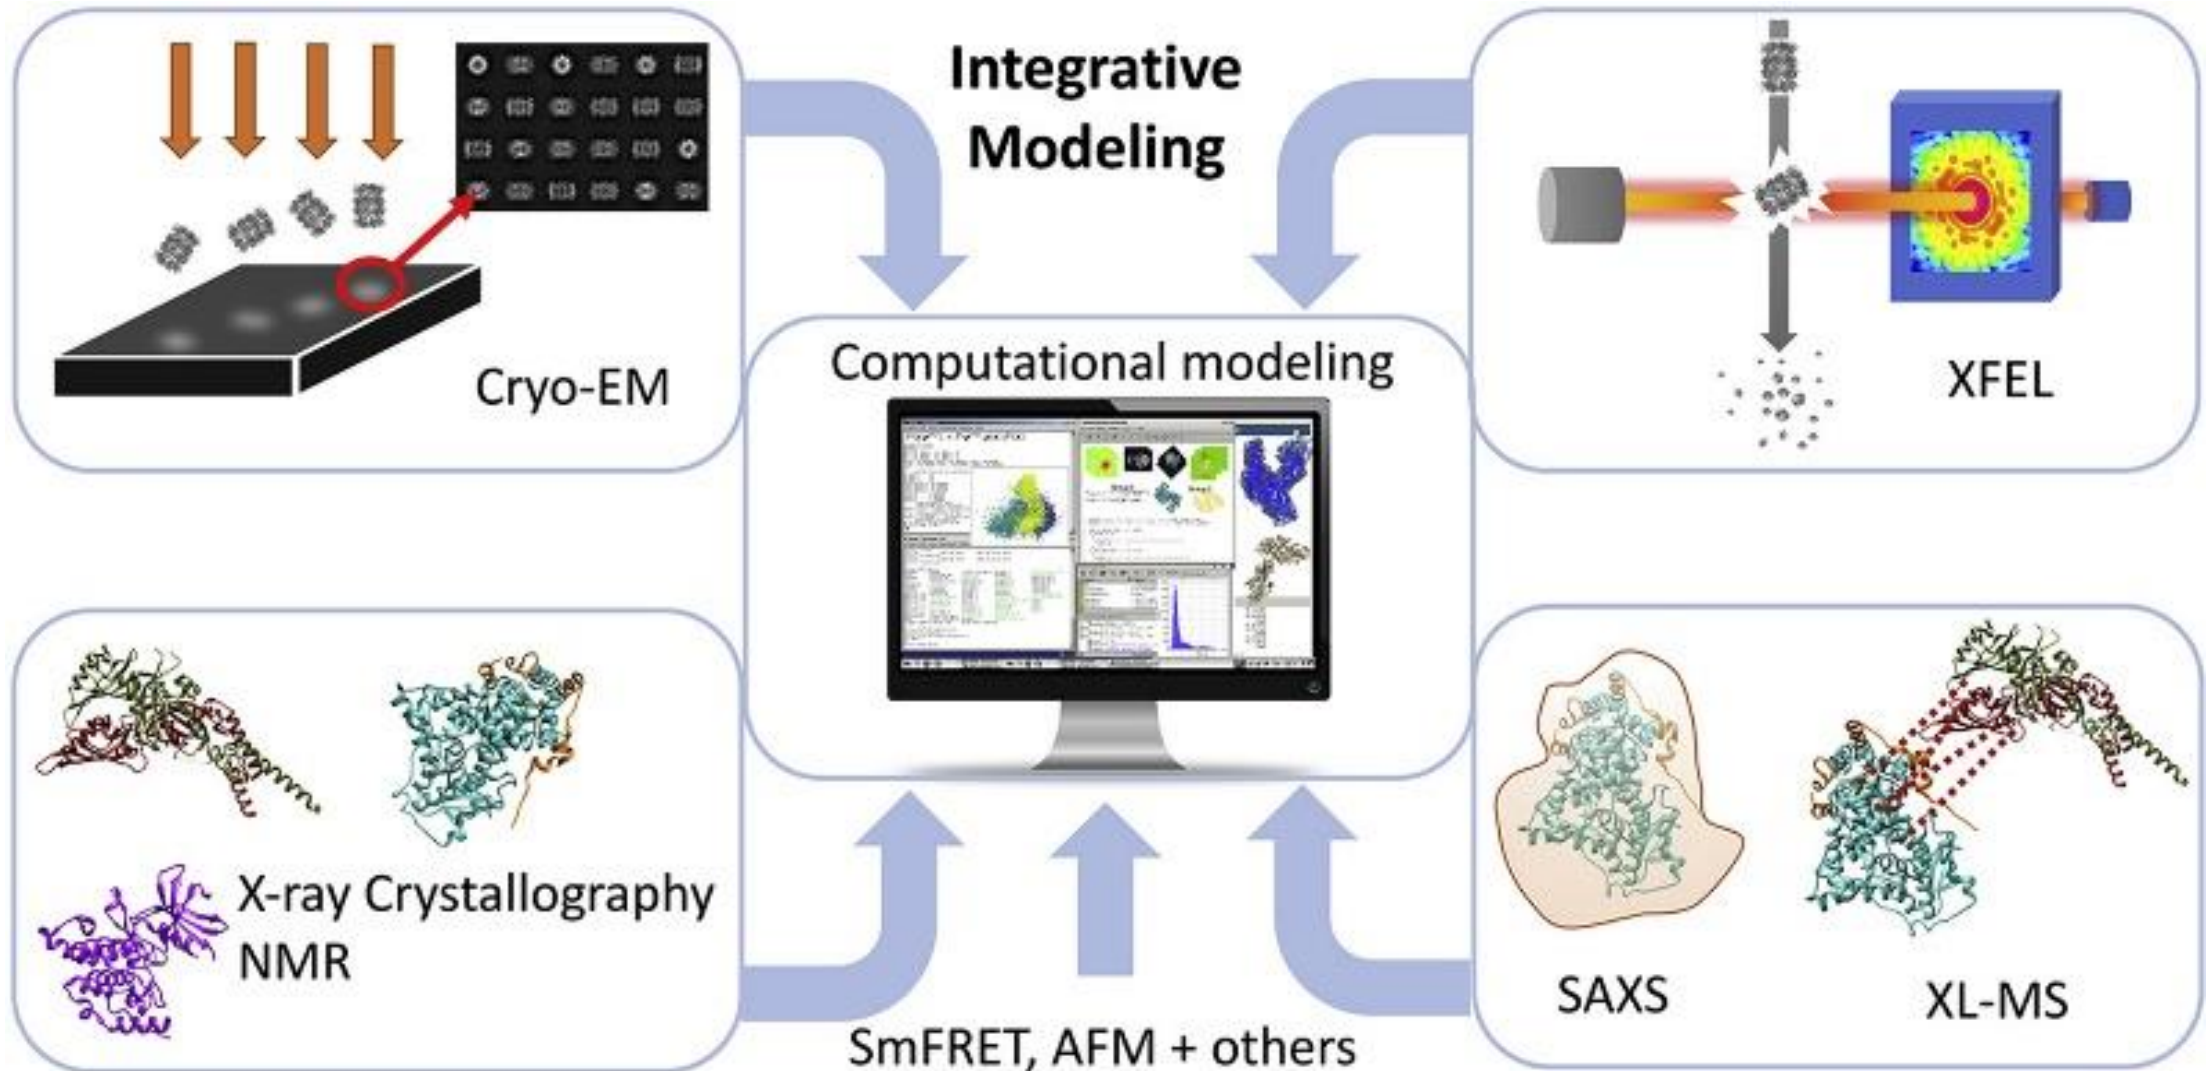 Integrative
Modeling
Cryo-EM
XFEL
Computational modeling
X-ray Crystallography
NMR
SAXS
XL-MS
SmFRET, AFM + others